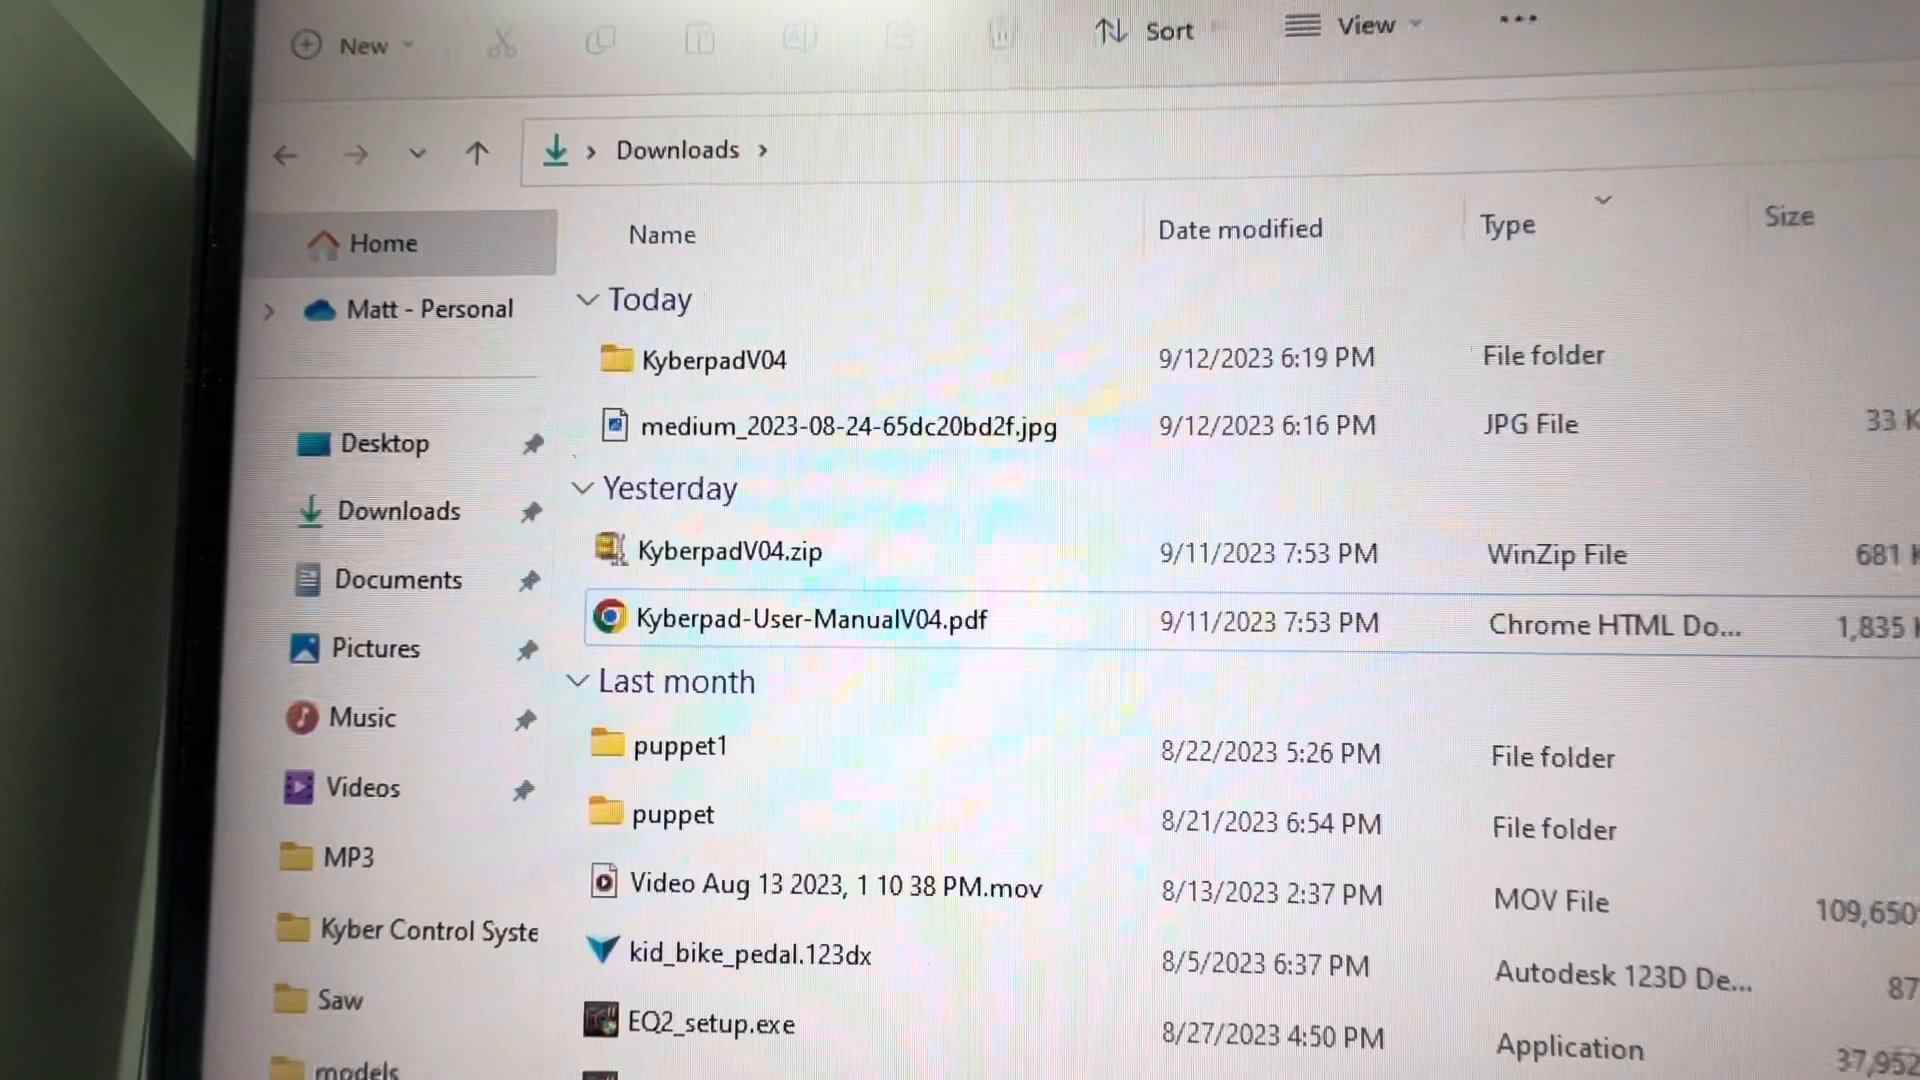 New
Sort
View
Downloads
Name Date modified Type Size
Home
Matt - Personal
Today
KyberpadV04 9/12/2023 6:19 PM File folder
medium_2023-08-24-65dc20bd2f.jpg 9/12/2023 6:16 PM JPG File 33 K
Desktop
Yesterday
Downloads
KyberpadV04.zip 9/11/2023 7:53 PM WinZip File 681 K
Documents
Kyberpad-User-ManualV04.pdf 9/11/2023 7:53 PM Chrome HTML Do... 1,835 K
Pictures
Last month
Music
puppet1 8/22/2023 5:26 PM File folder
Videos
puppet 8/21/2023 6:54 PM File folder
MP3
Video Aug 13 2023, 1 10 38 PM.mov 8/13/2023 2:37 PM MOV File 109,650
Kyber Control Syste
kid_bike_pedal.123dx 8/5/2023 6:37 PM Autodesk 123D De... 87
Saw
EQ2_setup.exe 8/27/2023 4:50 PM Application 37,952
models